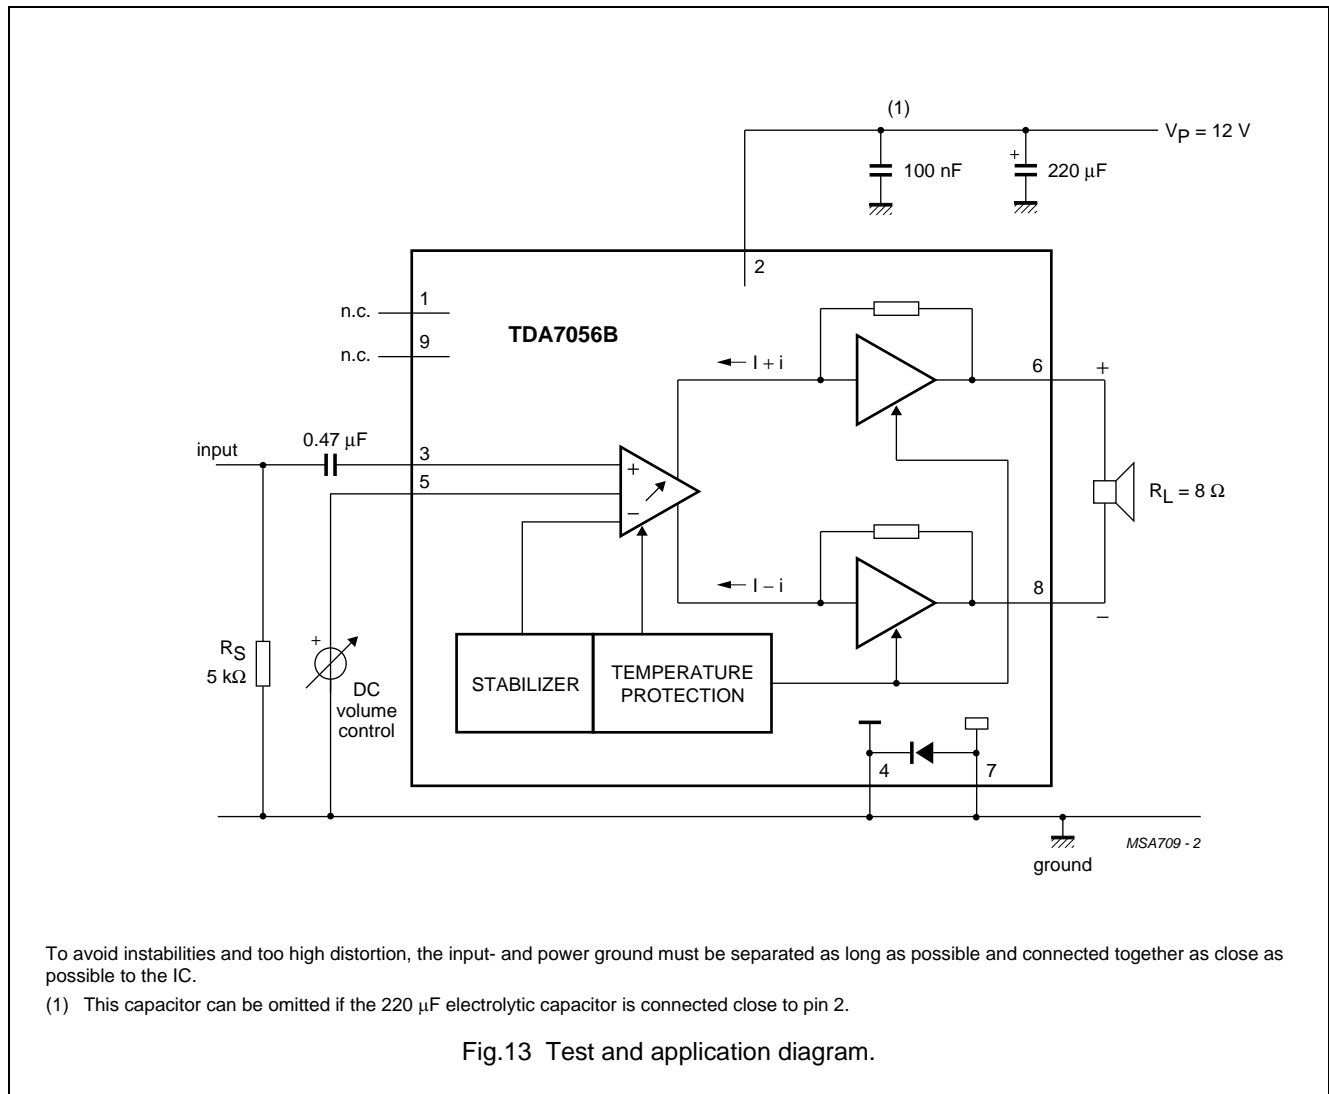 (1)
V_P = 12 V
100 nF
+
220 μF
2
n.c.
1
TDA7056B
n.c.
9
I + i
6
+
input
0.47 μF
3
5
+
−
R_L = 8 Ω
I − i
8
−
R_S
5 kΩ
+
DC
volume
control
STABILIZER
TEMPERATURE
PROTECTION
4
7
MSA709 - 2
ground
To avoid instabilities and too high distortion, the input- and power ground must be separated as long as possible and connected together as close as
possible to the IC.
(1) This capacitor can be omitted if the 220 μF electrolytic capacitor is connected close to pin 2.
Fig.13 Test and application diagram.